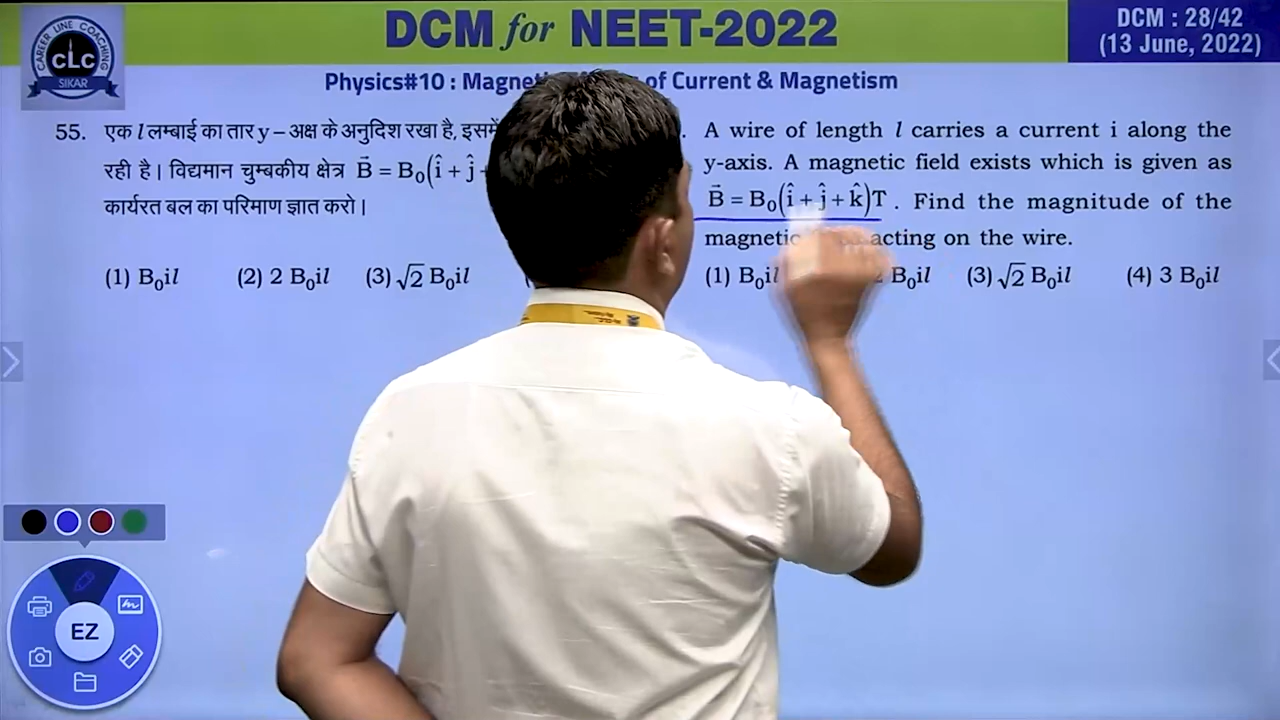 DCM for NEET-2022
DCM : 28/42
(13 June, 2022)
CAREER LINE COACHING
CLC
SIKAR
Physics#10 : of Current & Magnetism
55. एक l लम्बाई का तार y – अक्ष के अनुदिश रखा है, इसमें
रही है। विद्यमान चुम्बकीय क्षेत्र B⃗ = B₀(î + ĵ
कार्यरत बल का परिमाण ज्ञात करो।
(1) B₀il (2) 2 B₀il (3) √2 B₀il
A wire of length l carries a current i along the
y-axis. A magnetic field exists which is given as
B⃗ = B₀(î + ĵ + k̂)T . Find the magnitude of the
acting on the wire.
(1) B₀il B₀il (3) √2 B₀il (4) 3 B₀il
EZ